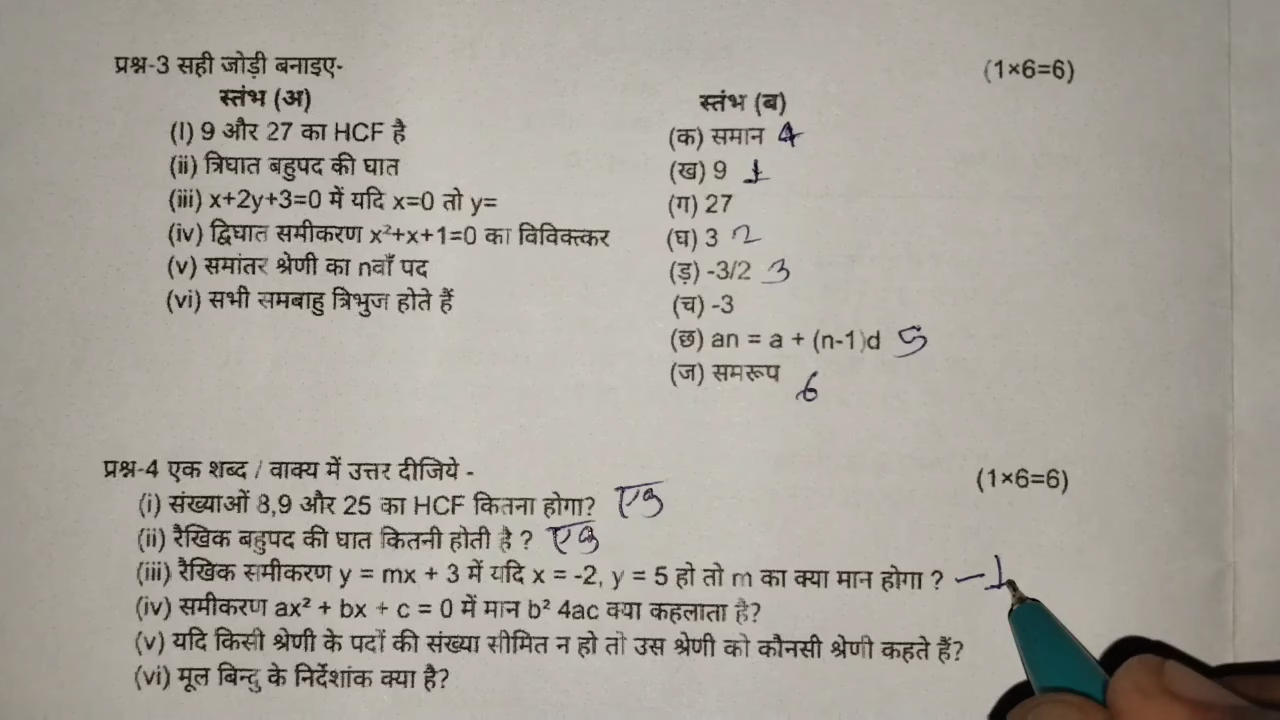 प्रश्न-3 सही जोड़ी बनाइए- (1×6=6)
स्तंभ (अ)
(I) 9 और 27 का HCF है
(ii) त्रिघात बहुपद की घात
(iii) x+2y+3=0 में यदि x=0 तो y=
(iv) द्विघात समीकरण x²+x+1=0 का विविक्त्कर
(v) समांतर श्रेणी का nवाँ पद
(vi) सभी समबाहु त्रिभुज होते हैं
स्तंभ (ब)
(क) समान 4
(ख) 9 1
(ग) 27
(घ) 3 2
(ड़) -3/2 3
(च) -3
(छ) an = a + (n-1)d 5
(ज) समरूप 6
प्रश्न-4 एक शब्द / वाक्य में उत्तर दीजिये - (1×6=6)
(i) संख्याओं 8,9 और 25 का HCF कितना होगा? एक
(ii) रैखिक बहुपद की घात कितनी होती है ? एक
(iii) रैखिक समीकरण y = mx + 3 में यदि x = -2, y = 5 हो तो m का क्या मान होगा ? -1
(iv) समीकरण ax² + bx + c = 0 में मान b² 4ac क्या कहलाता है?
(v) यदि किसी श्रेणी के पदों की संख्या सीमित न हो तो उस श्रेणी को कौनसी श्रेणी कहते हैं?
(vi) मूल बिन्दु के निर्देशांक क्या है?